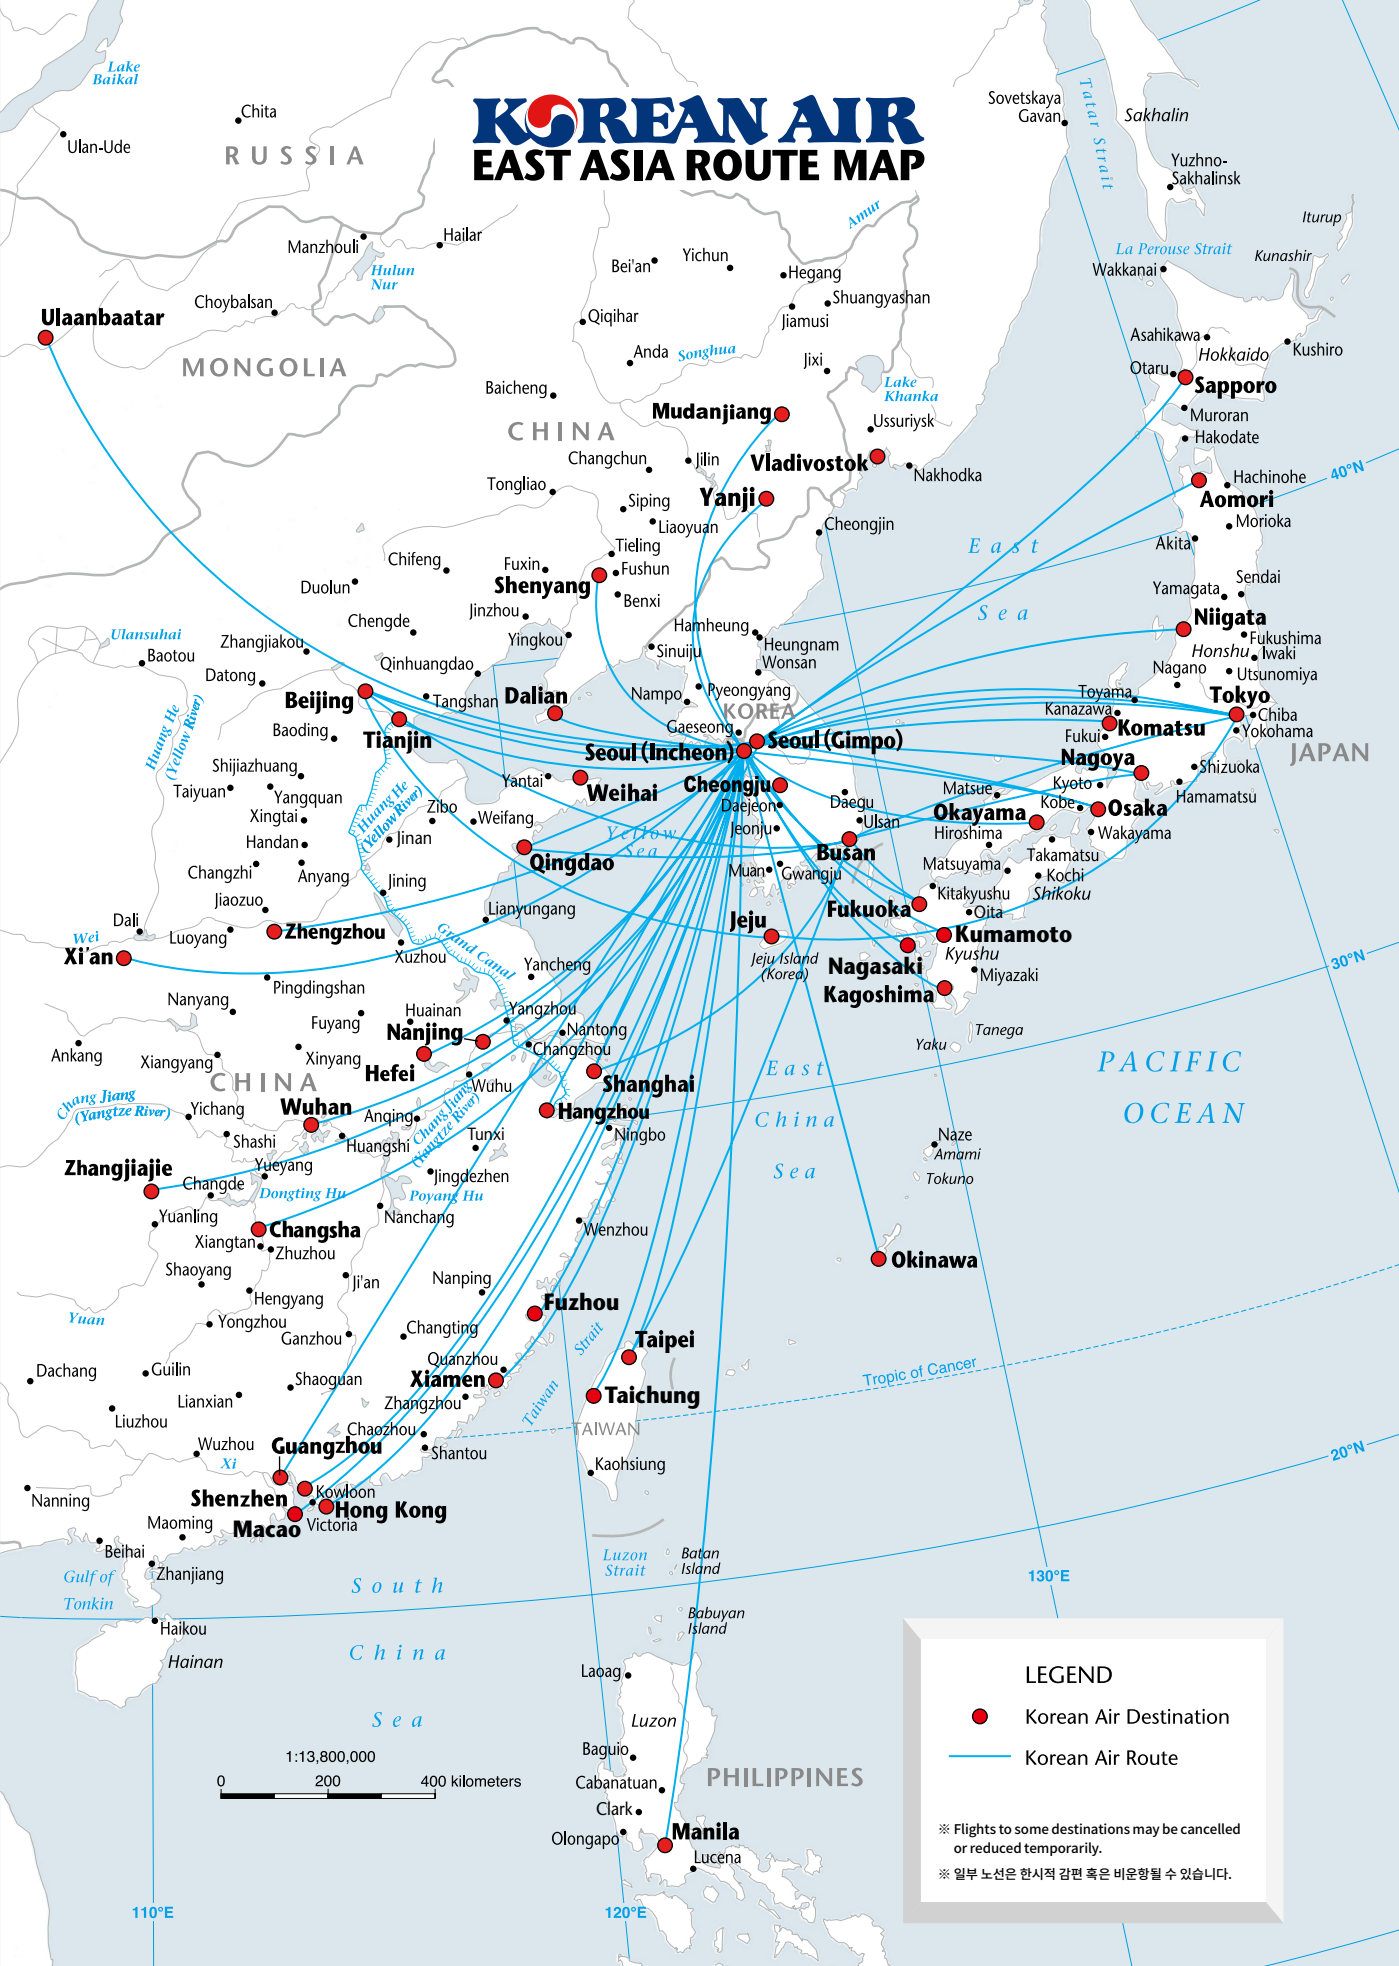 KOREAN AIR
EAST ASIA ROUTE MAP
Lake
Baikal
Chita
Ulan-Ude
RUSSIA
Sovetskaya
Gavan
Tatar Strait
Sakhalin
Yuzhno-
Sakhalinsk
Iturup
Kunashir
La Perouse Strait
Wakkanai
Amur
Manzhouli
Hailar
Hulun
Nur
Choybalsan
Ulaanbaatar
MONGOLIA
Bei'an
Yichun
Hegang
Shuangyashan
Jiamusi
Qiqihar
Anda
Songhua
Jixi
Lake
Khanka
Baicheng
Mudanjiang
Ussuriysk
CHINA
Changchun
Jilin
Vladivostok
Nakhodka
Tongliao
Yanji
Siping
Liaoyuan
Cheongjin
Asahikawa
Hokkaido
Kushiro
Otaru
Sapporo
Muroran
Hakodate
40°N
Hachinohe
Aomori
Morioka
Akita
East
Sea
Yamagata
Sendai
Niigata
Fukushima
Honshu
Iwaki
Nagano
Utsunomiya
Toyama
Tokyo
Kanazawa
Chiba
Komatsu
Fukui
Yokohama
JAPAN
Nagoya
Kyoto
Shizuoka
Hamamatsu
Matsue
Kobe
Osaka
Okayama
Hiroshima
Wakayama
Matsuyama
Takamatsu
Kochi
Shikoku
Tieling
Chifeng
Fuxin
Fushun
Shenyang
Duolun
Benxi
Jinzhou
Chengde
Yingkou
Hamheung
Heungnam
Wonsan
Sinuiju
Ulansuhai
Zhangjiakou
Baotou
Qinhuangdao
Datong
Beijing
Tangshan
Dalian
Nampo
Pyeongyang
KOREA
Gaeseong
Huang He
(Yellow River)
Baoding
Tianjin
Seoul (Incheon)
Seoul (Gimpo)
Shijiazhuang
Taiyuan
Yangquan
Yantai
Weihai
Cheongju
Daejeon
Daegu
Xingtai
Huang He
(Yellow River)
Zibo
Weifang
Ulsan
Handan
Jinan
Yellow
Sea
Jeonju
Busan
Changzhi
Anyang
Qingdao
Muan
Gwangju
Kitakyushu
Jiaozuo
Jining
Fukuoka
Oita
Dali
Wei
Luoyang
Zhengzhou
Lianyungang
Jeju
Kumamoto
Xi'an
Xuzhou
Grand Canal
Jeju Island
(Korea)
Nagasaki
Kyushu
Miyazaki
30°N
Pingdingshan
Yancheng
Kagoshima
Nanyang
Fuyang
Huainan
Yangzhou
Nanjing
Nantong
Tanega
Yaku
Ankang
Xiangyang
Xinyang
Changzhou
Hefei
Wuhu
Shanghai
East
China
Sea
PACIFIC
OCEAN
CHINA
Chang Jiang
(Yangtze River)
Yichang
Wuhan
Anqing
Chang Jiang
(Yangtze River)
Hangzhou
Shashi
Huangshi
Tunxi
Ningbo
Naze
Amami
Tokuno
Zhangjiajie
Yueyang
Changde
Dongting Hu
Jingdezhen
Poyang Hu
Yuanling
Changsha
Nanchang
Wenzhou
Xiangtan
Zhuzhou
Okinawa
Shaoyang
Ji'an
Nanping
Hengyang
Fuzhou
Yuan
Yongzhou
Ganzhou
Changting
Strait
Taipei
Dachang
Guilin
Quanzhou
Shaoguan
Xiamen
Tropic of Cancer
Lianxian
Zhangzhou
Taiwan
Taichung
Liuzhou
Chaozhou
TAIWAN
Wuzhou
Guangzhou
Shantou
20°N
Xi
Kaohsiung
Nanning
Shenzhen
Kowloon
Hong Kong
Maoming
Macao
Victoria
Beihai
Luzon
Strait
Batan
Island
Gulf of
Tonkin
Zhanjiang
South
China
Sea
130°E
Haikou
Babuyan
Island
Hainan
Laoag
Luzon
Baguio
Cabanatuan
PHILIPPINES
Clark
Olongapo
Manila
Lucena
1:13,800,000
0 200 400 kilometers
110°E
120°E
LEGEND
Korean Air Destination
Korean Air Route
※ Flights to some destinations may be cancelled
or reduced temporarily.
※ 일부 노선은 한시적 감편 혹은 비운항될 수 있습니다.